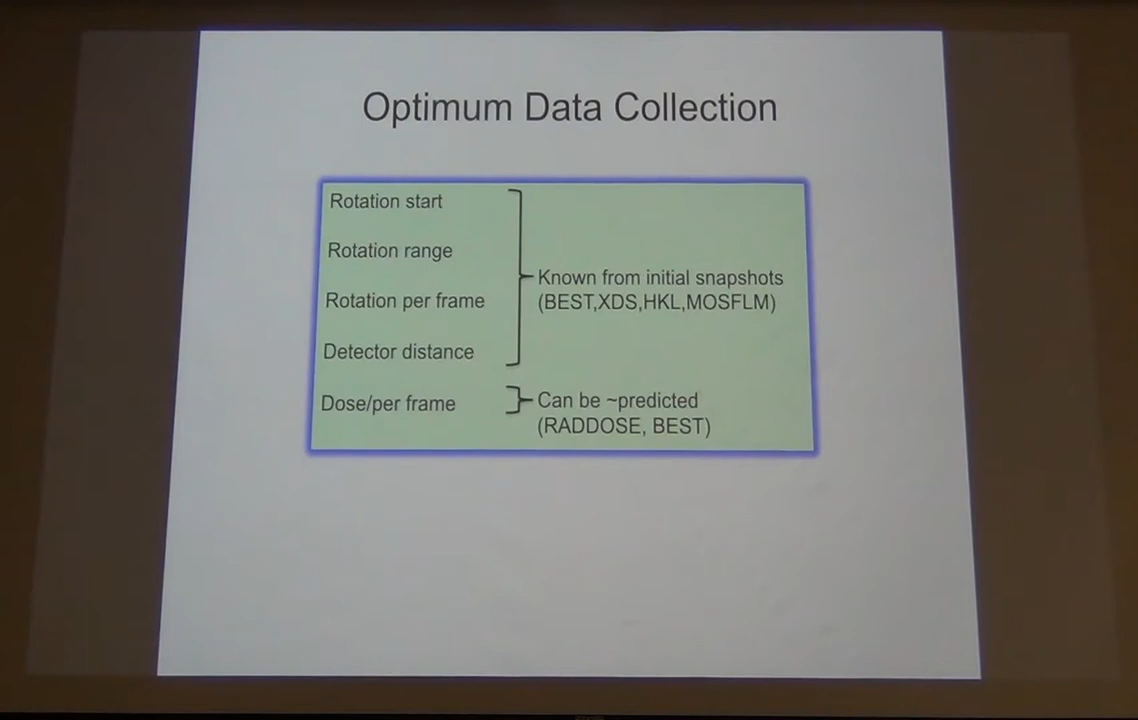 Optimum Data Collection
Rotation start
Rotation range
Rotation per frame
Detector distance
Known from initial snapshots
(BEST,XDS,HKL,MOSFLM)
Dose/per frame
Can be ~predicted
(RADDOSE, BEST)